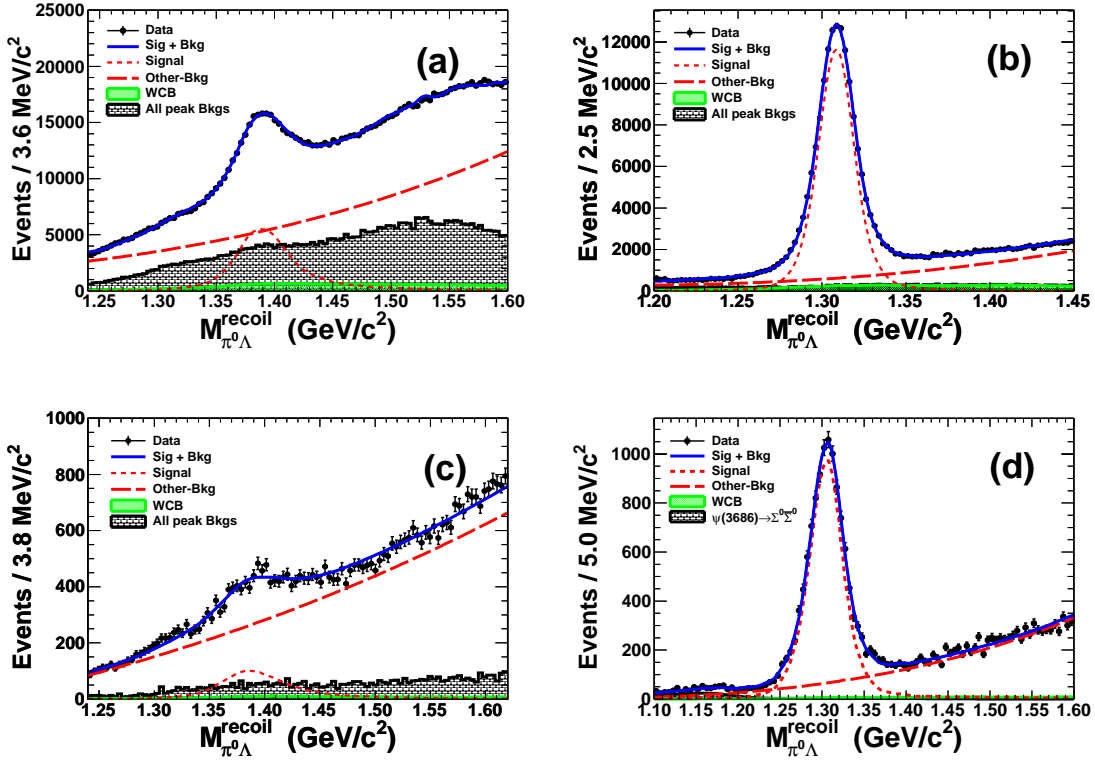 Events / 3.6 MeV/c²
20000
18000
16000
14000
12000
10000
8000
6000
4000
2000
0
Data
Sig + Bkg
Signal
Other-Bkg
WCB
All peak Bkgs
(a)
1.25 1.30 1.35 1.40 1.45 1.50 1.55 1.60
M^recoil_π⁰Λ (GeV/c²)
Events / 2.5 MeV/c²
12000
10000
8000
6000
4000
2000
0
Data
Sig + Bkg
Signal
Other-Bkg
WCB
All peak Bkgs
(b)
1.20 1.25 1.30 1.35 1.40 1.45
M^recoil_π⁰Λ (GeV/c²)
Events / 3.8 MeV/c²
1000
800
600
400
200
0
Data
Sig + Bkg
Signal
Other-Bkg
WCB
All peak Bkgs
(c)
1.25 1.30 1.35 1.40 1.45 1.50 1.55 1.60
M^recoil_π⁰Λ (GeV/c²)
Events / 5.0 MeV/c²
1000
800
600
400
200
0
Data
Sig + Bkg
Signal
Other-Bkg
WCB
ψ(3686)→Σ⁰Σ̄⁰
(d)
1.10 1.15 1.20 1.25 1.30 1.35 1.40 1.45 1.50 1.55 1.60
M^recoil_π⁰Λ (GeV/c²)